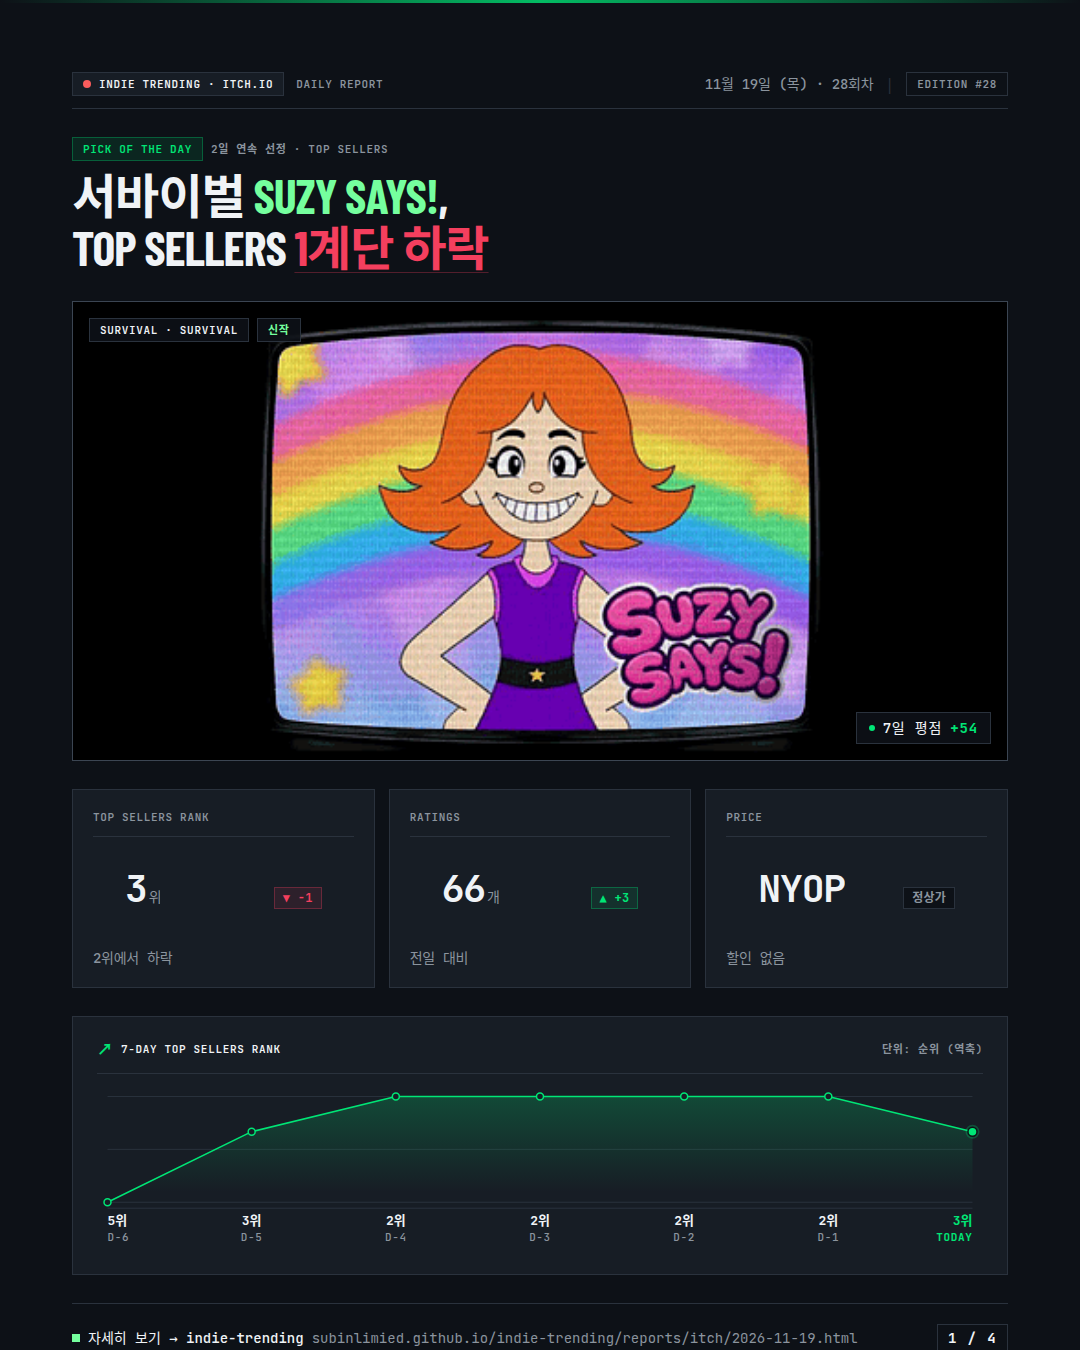 INDIE TRENDING · ITCH.IO DAILY REPORT 11월 19일 (목) · 28회차 EDITION #28
PICK OF THE DAY 2일 연속 선정 · TOP SELLERS
서바이벌 SUZY SAYS!,
TOP SELLERS 1계단 하락
SURVIVAL · SURVIVAL 신작
SUZY
SAYS!
7일 평점 +54
TOP SELLERS RANK
3위 ▼ -1
2위에서 하락
RATINGS
66개 ▲ +3
전일 대비
PRICE
NYOP 정상가
할인 없음
↗ 7-DAY TOP SELLERS RANK 단위: 순위 (역축)
5위 3위 2위 2위 2위 2위 3위
D-6 D-5 D-4 D-3 D-2 D-1 TODAY
자세히 보기 → indie-trending subinlimied.github.io/indie-trending/reports/itch/2026-11-19.html 1 / 4